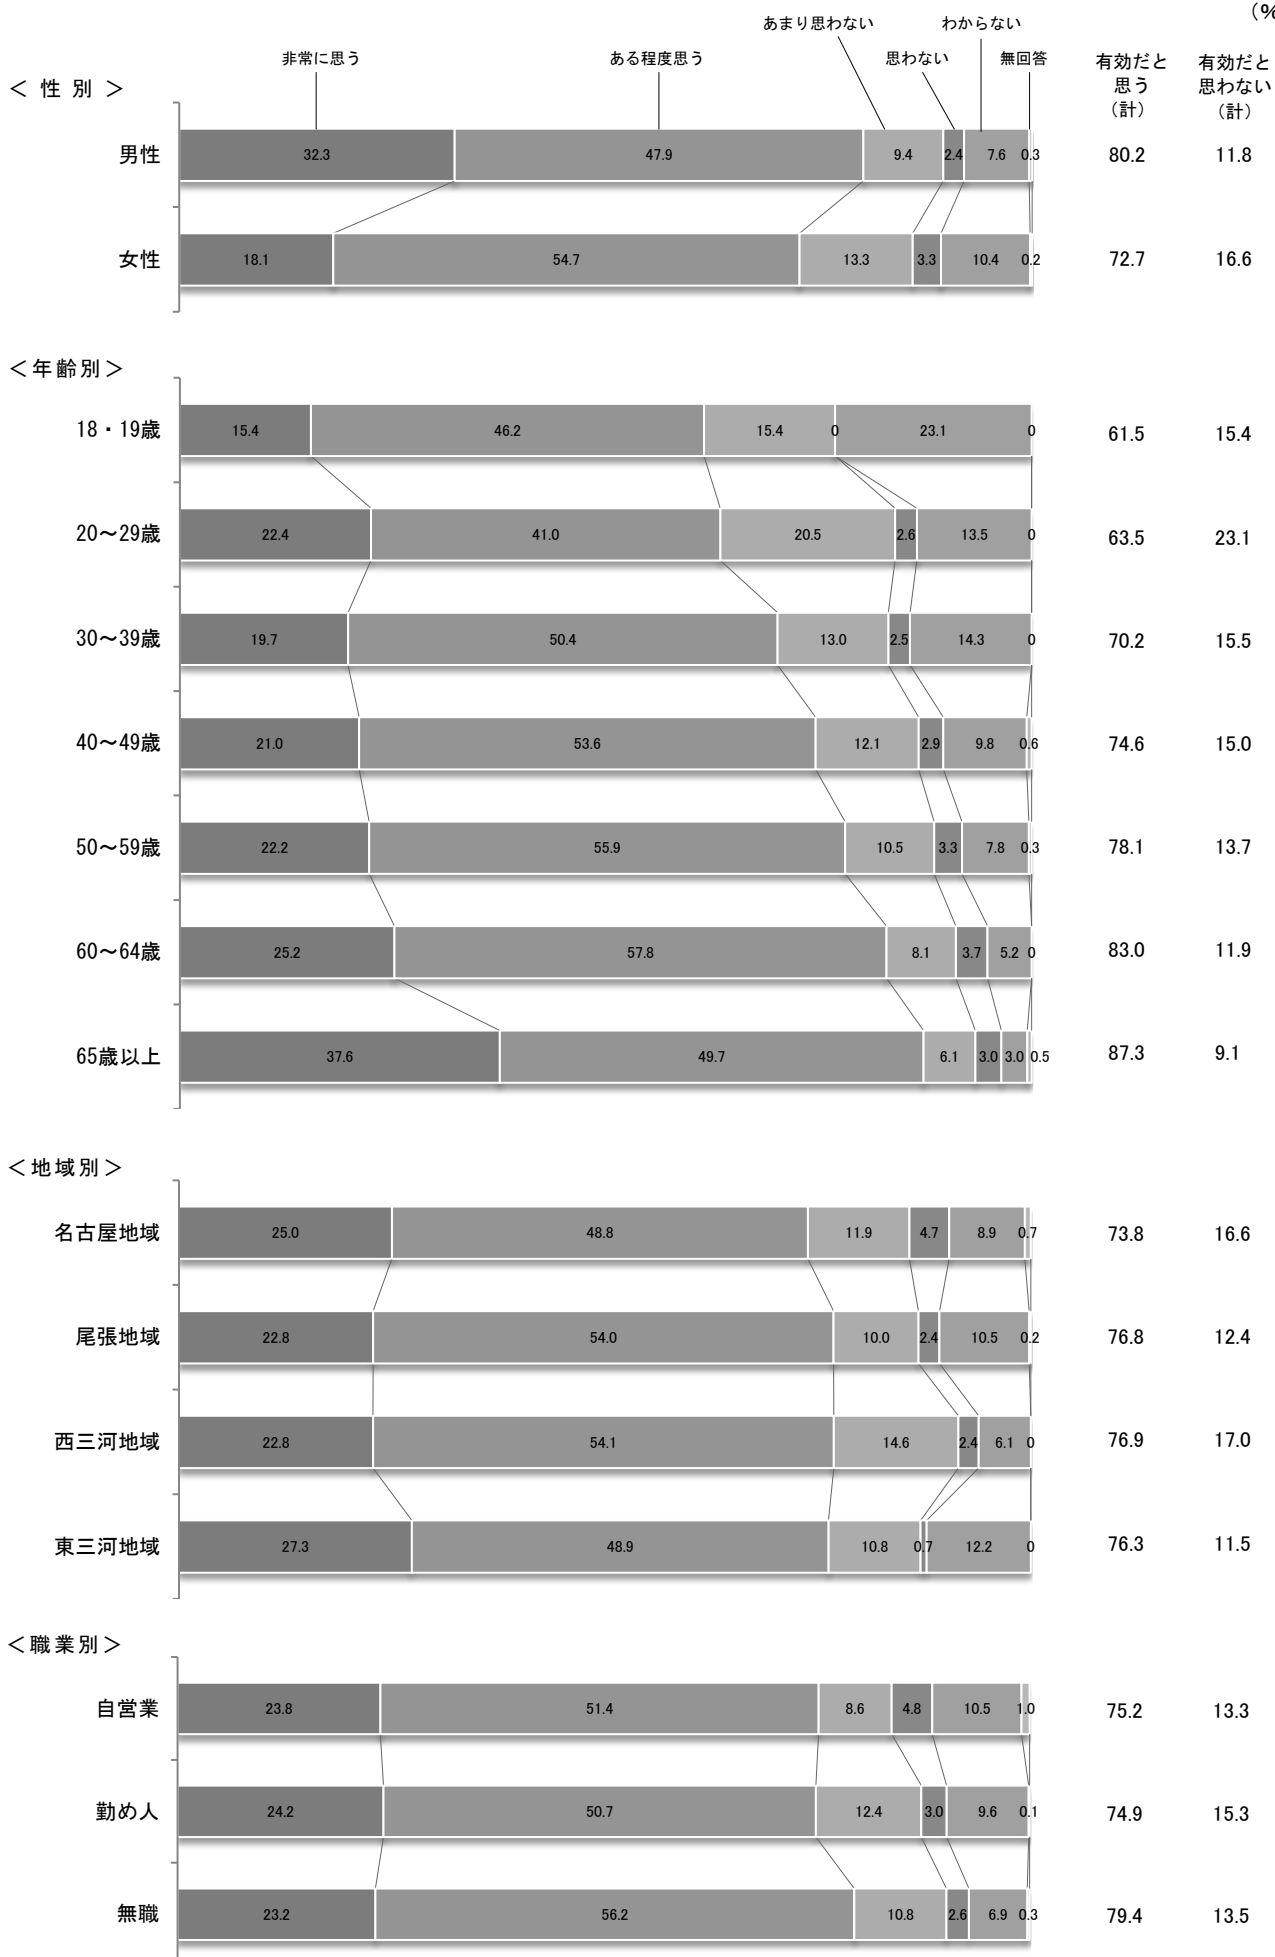 （%
あまり思わない わからない
非常に思う ある程度思う 思わない 無回答 有効だと 有効だと
思う 思わない
（計） （計）
＜ 性 別 ＞
男性 32.3 47.9 9.4 2.4 7.6 0.3 80.2 11.8
女性 18.1 54.7 13.3 3.3 10.4 0.2 72.7 16.6
＜年齢別＞
18・19歳 15.4 46.2 15.4 0 23.1 0 61.5 15.4
20～29歳 22.4 41.0 20.5 2.6 13.5 0 63.5 23.1
30～39歳 19.7 50.4 13.0 2.5 14.3 0 70.2 15.5
40～49歳 21.0 53.6 12.1 2.9 9.8 0.6 74.6 15.0
50～59歳 22.2 55.9 10.5 3.3 7.8 0.3 78.1 13.7
60～64歳 25.2 57.8 8.1 3.7 5.2 0 83.0 11.9
65歳以上 37.6 49.7 6.1 3.0 3.0 0.5 87.3 9.1
＜地域別＞
名古屋地域 25.0 48.8 11.9 4.7 8.9 0.7 73.8 16.6
尾張地域 22.8 54.0 10.0 2.4 10.5 0.2 76.8 12.4
西三河地域 22.8 54.1 14.6 2.4 6.1 0 76.9 17.0
東三河地域 27.3 48.9 10.8 0.7 12.2 0 76.3 11.5
＜職業別＞
自営業 23.8 51.4 8.6 4.8 10.5 1.0 75.2 13.3
勤め人 24.2 50.7 12.4 3.0 9.6 0.1 74.9 15.3
無職 23.2 56.2 10.8 2.6 6.9 0.3 79.4 13.5